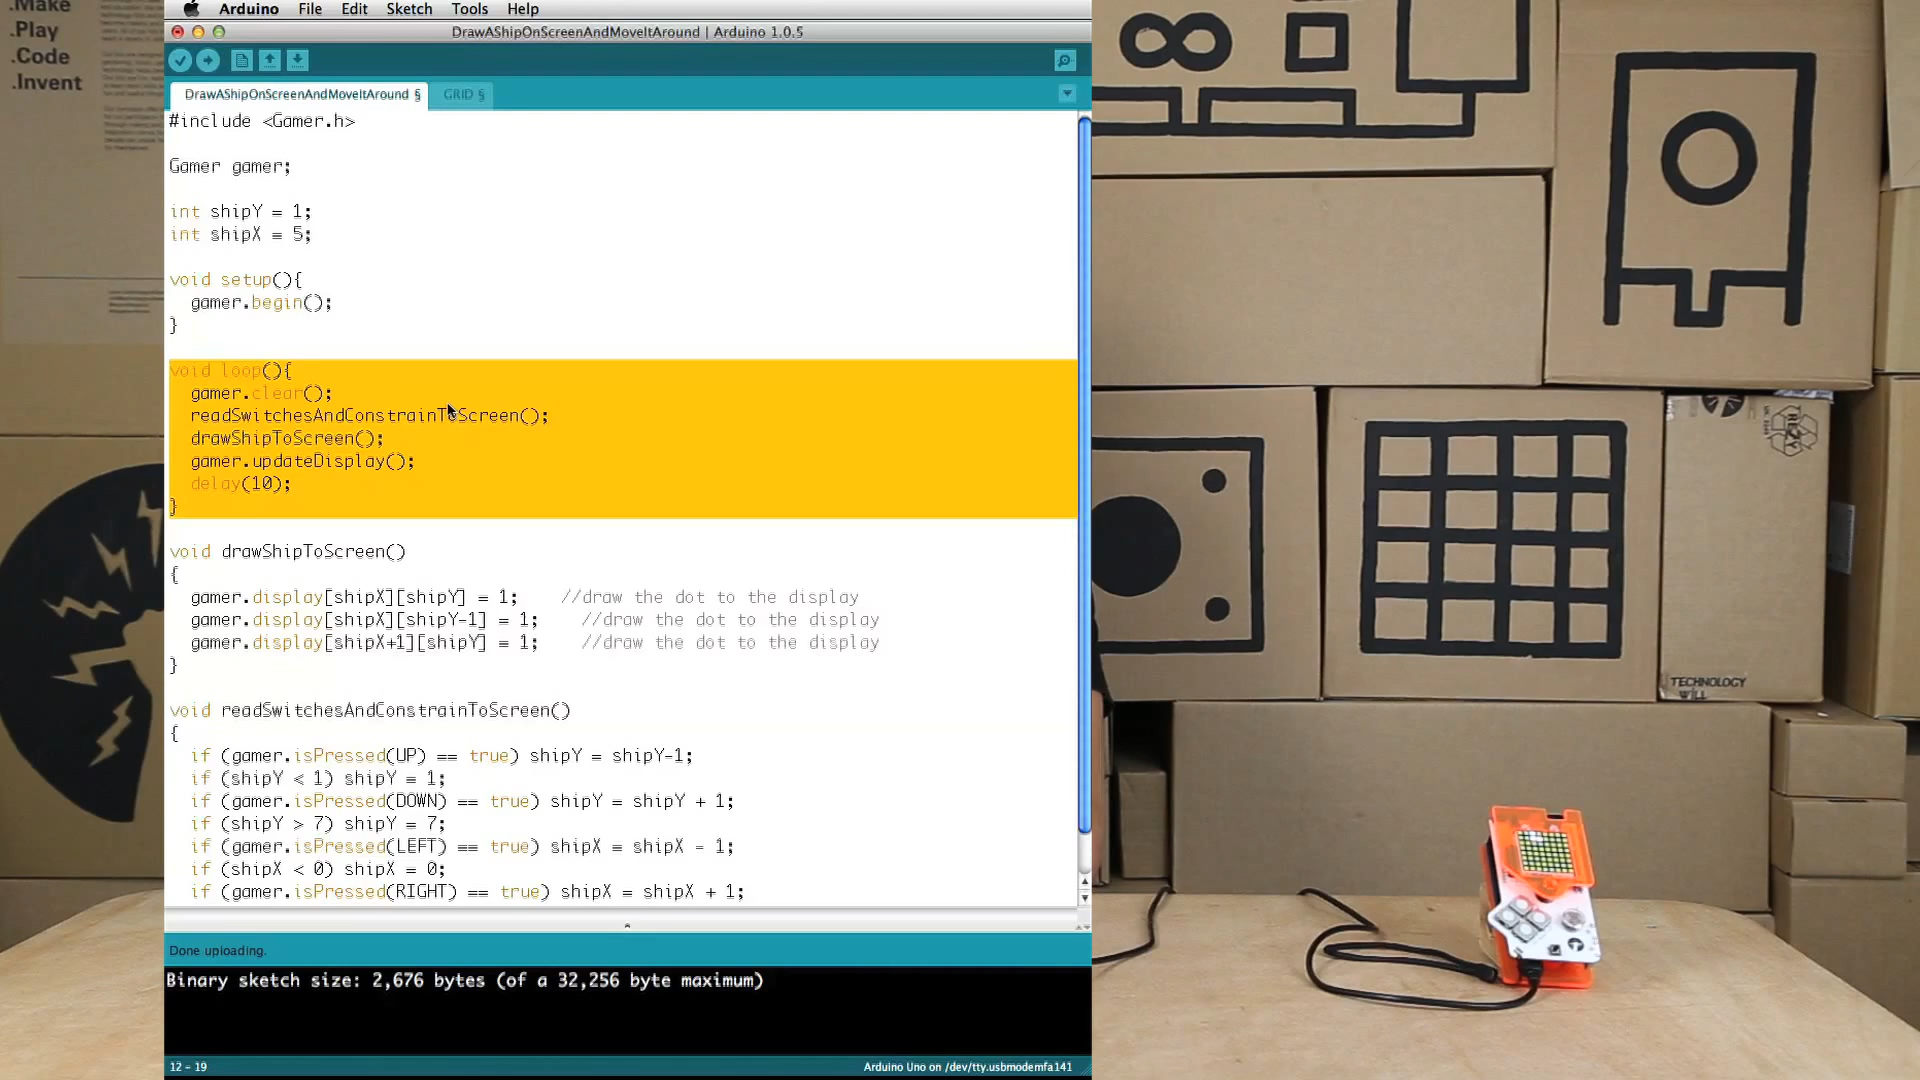 .Make
.Play
.Code
.Invent
Arduino File Edit Sketch Tools Help
DrawAShipOnScreenAndMoveItAround | Arduino 1.0.5
DrawAShipOnScreenAndMoveItAround § GRID §
#include <Gamer.h>
Gamer gamer;
int shipY = 1;
int shipX = 5;
void setup(){
gamer.begin();
}
void loop(){
gamer.clear();
readSwitchesAndConstrainToScreen();
drawShipToScreen();
gamer.updateDisplay();
delay(10);
}
void drawShipToScreen()
{
gamer.display[shipX][shipY] = 1; //draw the dot to the display
gamer.display[shipX][shipY-1] = 1; //draw the dot to the display
gamer.display[shipX+1][shipY] = 1; //draw the dot to the display
}
void readSwitchesAndConstrainToScreen()
{
if (gamer.isPressed(UP) == true) shipY = shipY-1;
if (shipY < 1) shipY = 1;
if (gamer.isPressed(DOWN) == true) shipY = shipY + 1;
if (shipY > 7) shipY = 7;
if (gamer.isPressed(LEFT) == true) shipX = shipX - 1;
if (shipX < 0) shipX = 0;
if (gamer.isPressed(RIGHT) == true) shipX = shipX + 1;
Done uploading.
Binary sketch size: 2,676 bytes (of a 32,256 byte maximum)
12 - 19 Arduino Uno on /dev/tty.usbmodemfa141
TECHNOLOGY
WILL